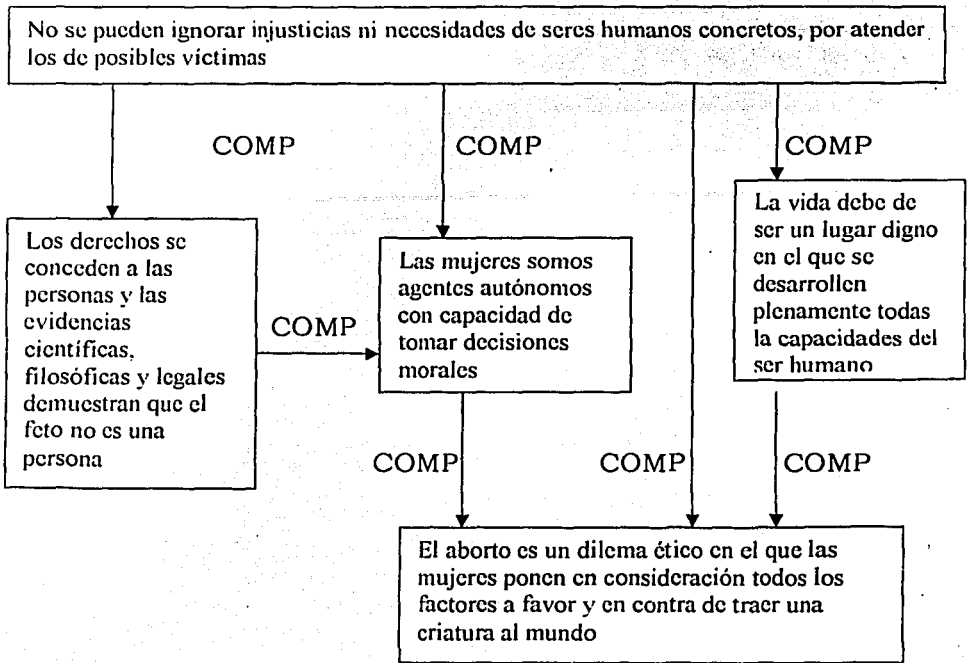 No se pueden ignorar injusticias ni necesidades de seres humanos concretos, por atender
los de posibles víctimas
COMP
COMP
COMP
Los derechos se
conceden a las
personas y las
evidencias
científicas,
filosóficas y legales
demuestran que el
feto no es una
persona
COMP
Las mujeres somos
agentes autónomos
con capacidad de
tomar decisiones
morales
La vida debe de
ser un lugar digno
en el que se
desarrollen
plenamente todas
la capacidades del
ser humano
COMP
COMP
COMP
El aborto es un dilema ético en el que las
mujeres ponen en consideración todos los
factores a favor y en contra de traer una
criatura al mundo